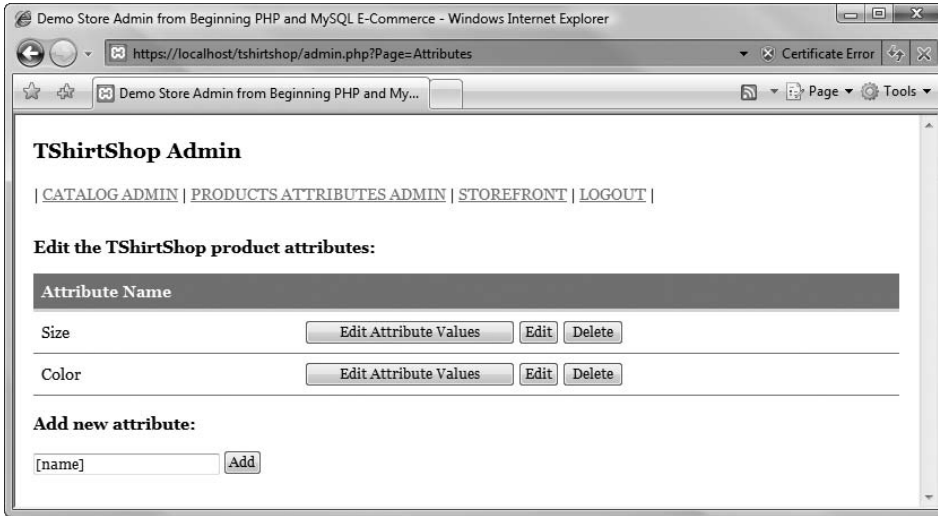 Demo Store Admin from Beginning PHP and MySQL E-Commerce - Windows Internet Explorer
https://localhost/tshirtshop/admin.php?Page=Attributes Certificate Error
Demo Store Admin from Beginning PHP and My... Page Tools
TShirtShop Admin
| CATALOG ADMIN | PRODUCTS ATTRIBUTES ADMIN | STOREFRONT | LOGOUT |
Edit the TShirtShop product attributes:
Attribute Name
Size Edit Attribute Values Edit Delete
Color Edit Attribute Values Edit Delete
Add new attribute:
[name] Add